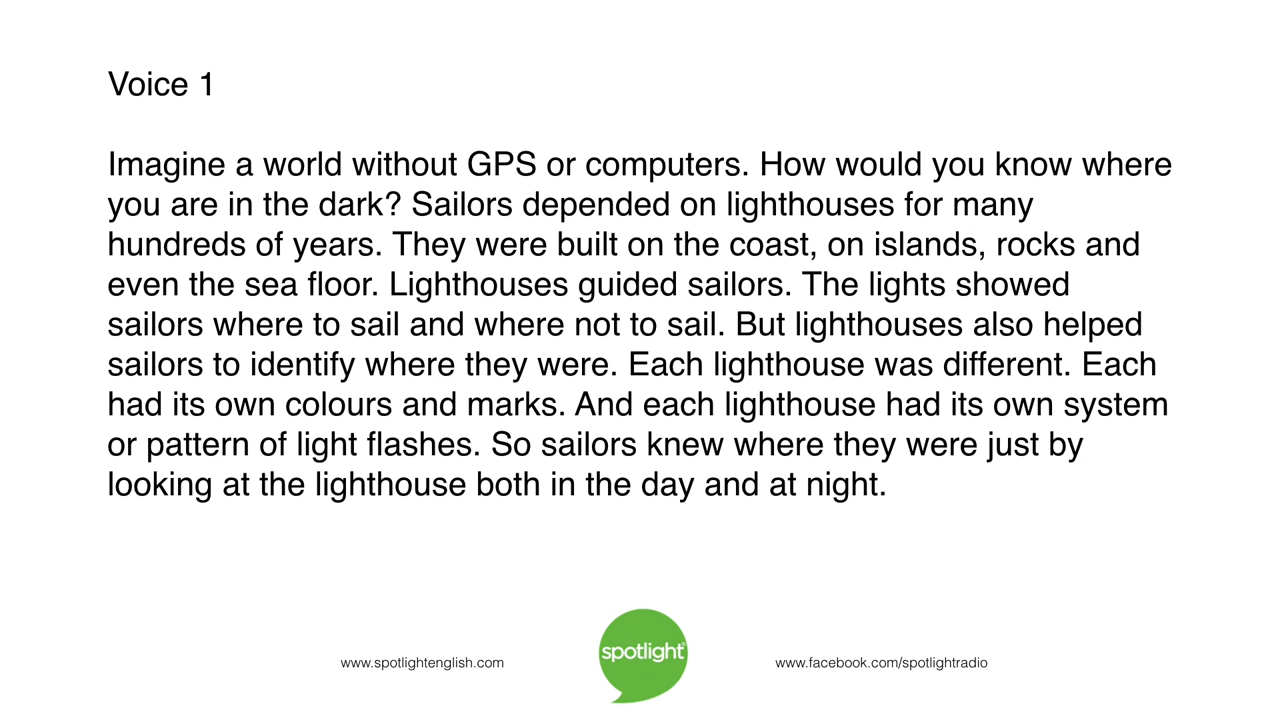 Voice 1
Imagine a world without GPS or computers. How would you know where
you are in the dark? Sailors depended on lighthouses for many
hundreds of years. They were built on the coast, on islands, rocks and
even the sea floor. Lighthouses guided sailors. The lights showed
sailors where to sail and where not to sail. But lighthouses also helped
sailors to identify where they were. Each lighthouse was different. Each
had its own colours and marks. And each lighthouse had its own system
or pattern of light flashes. So sailors knew where they were just by
looking at the lighthouse both in the day and at night.
www.spotlightenglish.com
spotlight®
www.facebook.com/spotlightradio